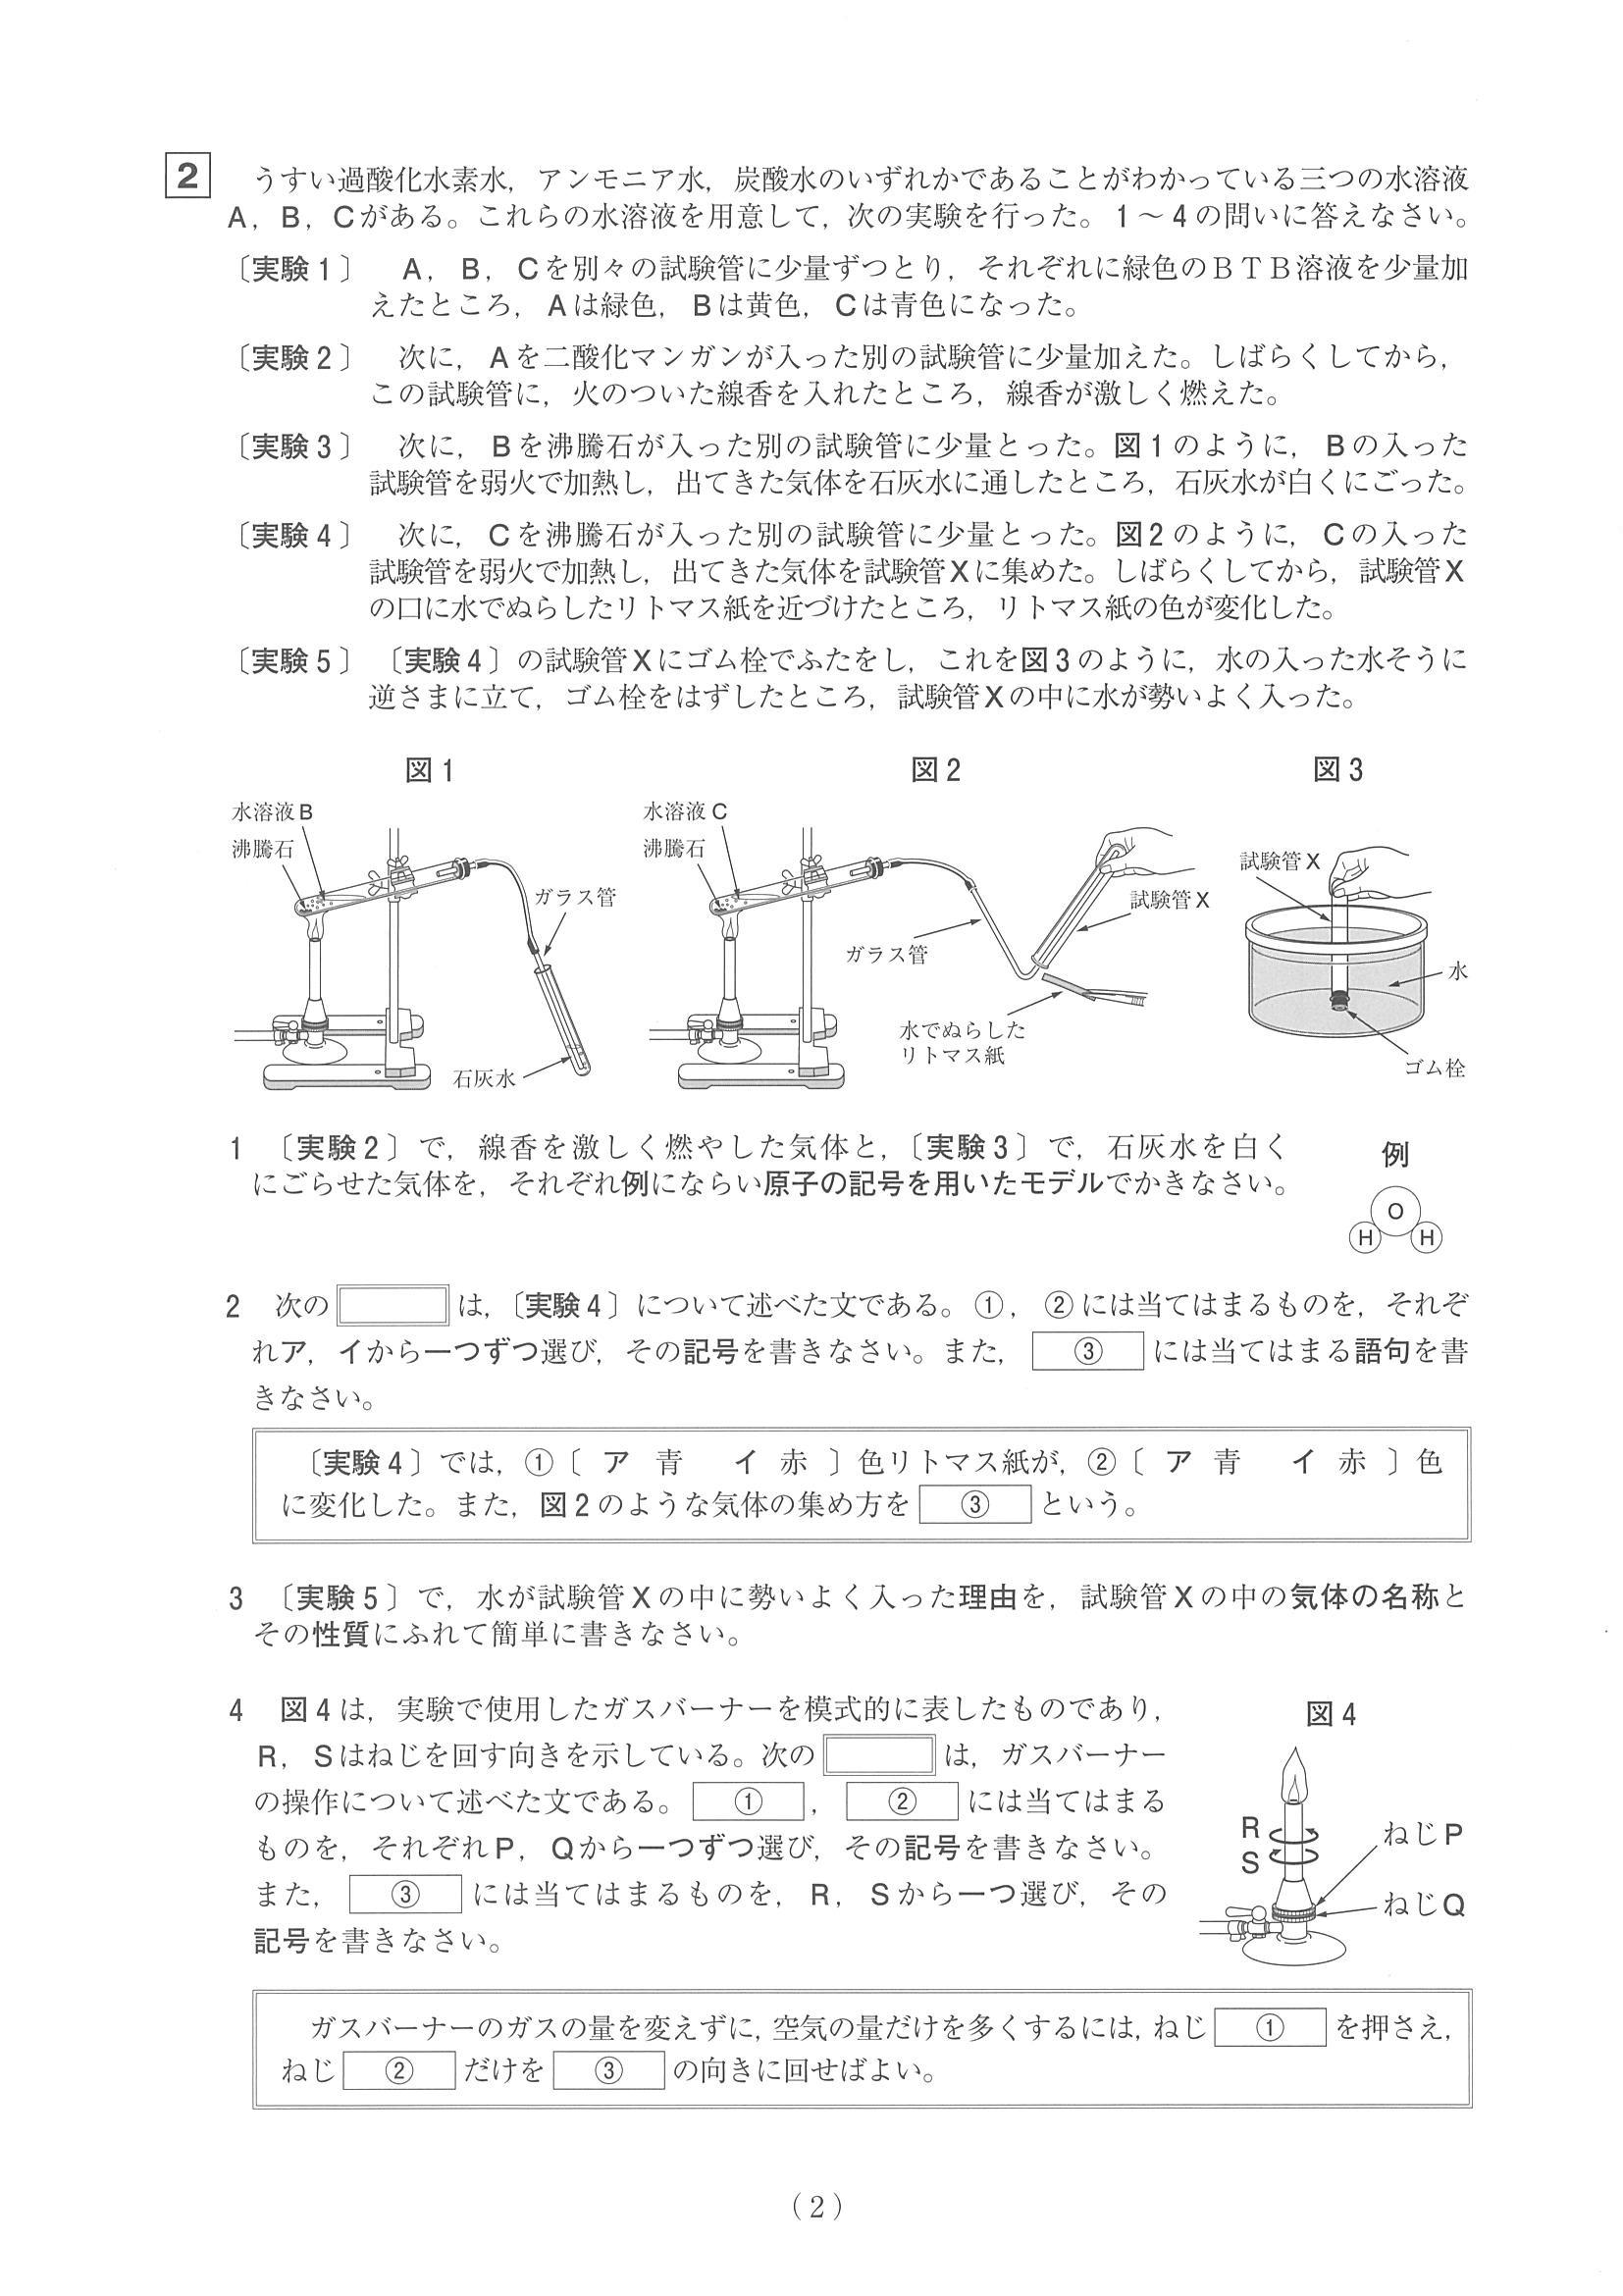 2 うすい過酸化水素水，アンモニア水，炭酸水のいずれかであることがわかっている三つの水溶液
A，B，Cがある。これらの水溶液を用意して，次の実験を行った。1～4の問いに答えなさい。
〔実験1〕 A，B，Cを別々の試験管に少量ずつとり，それぞれに緑色のBTB溶液を少量加
えたところ，Aは緑色，Bは黄色，Cは青色になった。
〔実験2〕 次に，Aを二酸化マンガンが入った別の試験管に少量加えた。しばらくしてから，
この試験管に，火のついた線香を入れたところ，線香が激しく燃えた。
〔実験3〕 次に，Bを沸騰石が入った別の試験管に少量とった。図1のように，Bの入った
試験管を弱火で加熱し，出てきた気体を石灰水に通したところ，石灰水が白くにごった。
〔実験4〕 次に，Cを沸騰石が入った別の試験管に少量とった。図2のように，Cの入った
試験管を弱火で加熱し，出てきた気体を試験管Xに集めた。しばらくしてから，試験管X
の口に水でぬらしたリトマス紙を近づけたところ，リトマス紙の色が変化した。
〔実験5〕 〔実験4〕の試験管Xにゴム栓でふたをし，これを図3のように，水の入った水そうに
逆さまに立て，ゴム栓をはずしたところ，試験管Xの中に水が勢いよく入った。
図1
水溶液B
沸騰石
ガラス管
石灰水
図2
水溶液C
沸騰石
試験管X
ガラス管
水でぬらした
リトマス紙
図3
試験管X
水
ゴム栓
1 〔実験2〕で，線香を激しく燃やした気体と，〔実験3〕で，石灰水を白く
にごらせた気体を，それぞれ例にならい原子の記号を用いたモデルでかきなさい。
例
O
H H
2 次の は，〔実験4〕について述べた文である。①，②には当てはまるものを，それぞ
れア，イから一つずつ選び，その記号を書きなさい。また， ③ には当てはまる語句を書
きなさい。
〔実験4〕では，①〔 ア 青 イ 赤 〕色リトマス紙が，②〔 ア 青 イ 赤 〕色
に変化した。また，図2のような気体の集め方を ③ という。
3 〔実験5〕で，水が試験管Xの中に勢いよく入った理由を，試験管Xの中の気体の名称と
その性質にふれて簡単に書きなさい。
4 図4は，実験で使用したガスバーナーを模式的に表したものであり，
R，Sはねじを回す向きを示している。次の は，ガスバーナー
の操作について述べた文である。 ① ， ② には当てはまる
ものを，それぞれP，Qから一つずつ選び，その記号を書きなさい。
また， ③ には当てはまるものを，R，Sから一つ選び，その
記号を書きなさい。
図4
R
S
ねじP
ねじQ
ガスバーナーのガスの量を変えずに，空気の量だけを多くするには，ねじ ① を押さえ，
ねじ ② だけを ③ の向きに回せばよい。
（2）